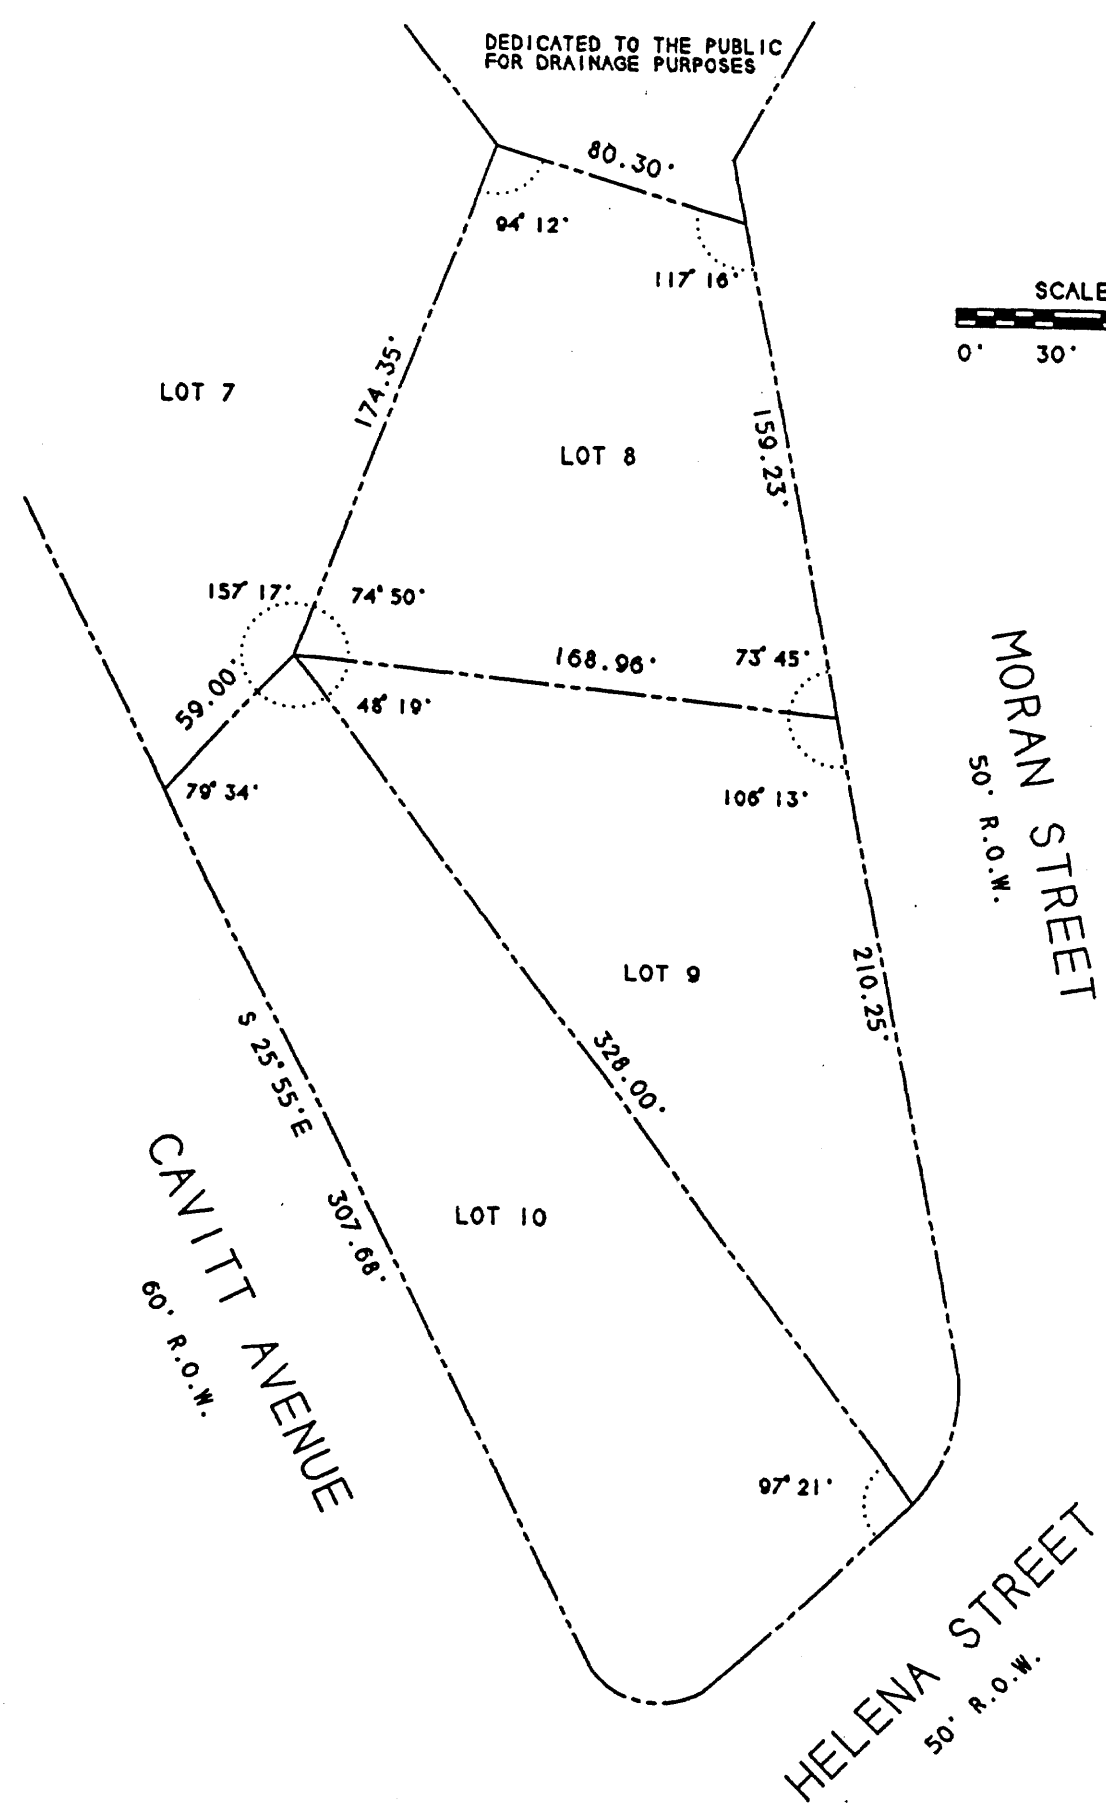 DEDICATED TO THE PUBLIC
FOR DRAINAGE PURPOSES
80.30'
94° 12'
117° 16'
SCALE
0' 30'
174.35'
LOT 7
159.23'
LOT 8
157° 17'
74° 50'
168.96'
73° 45'
59.00'
48° 19'
79° 34'
106° 13'
MORAN STREET
50' R.O.W.
LOT 9
210.25'
S 25° 55' E
328.00'
CAVITT AVENUE
60' R.O.W.
307.68'
LOT 10
97° 21'
HELENA STREET
50' R.O.W.